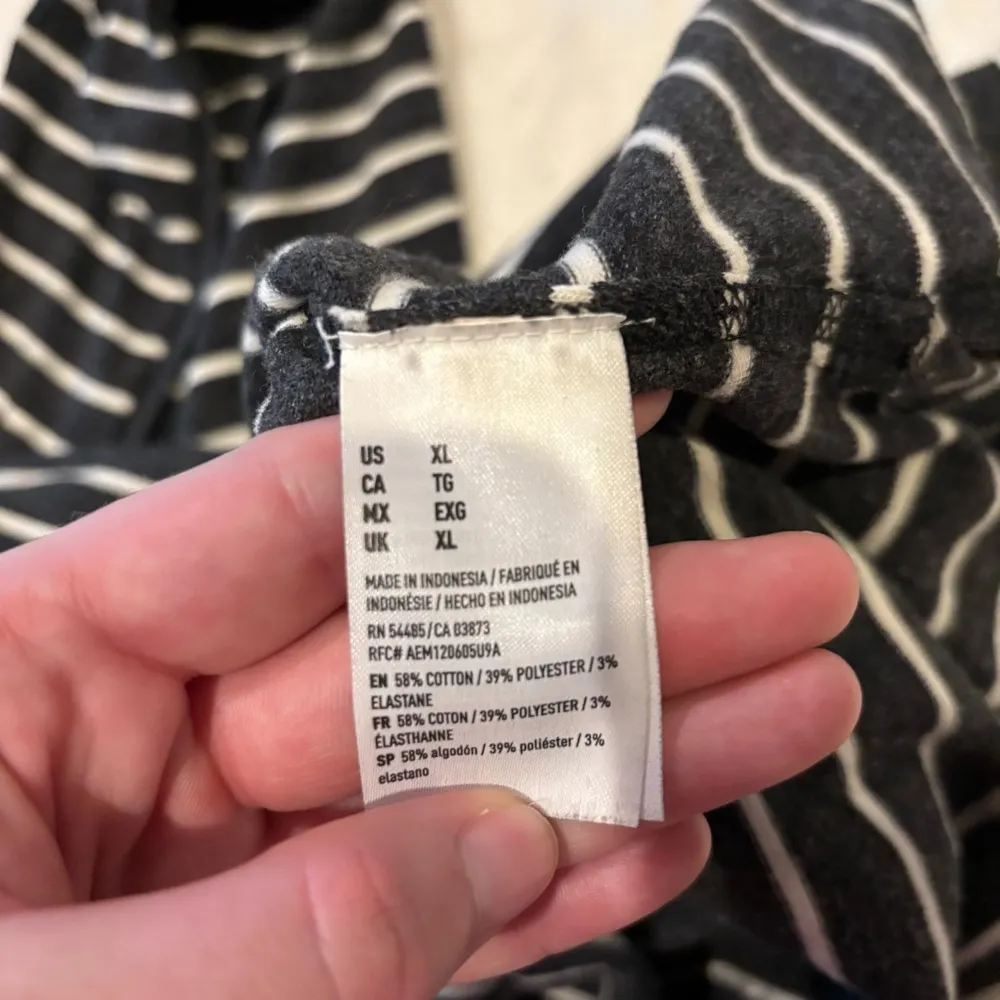 US XL
CA TG
MX EXG
UK XL
MADE IN INDONESIA / FABRIQUÉ EN
INDONÉSIE / HECHO EN INDONESIA
RN 54485/CA 03873
RFC# AEM120605U9A
EN 58% COTTON / 39% POLYESTER / 3%
ELASTANE
FR 58% COTON / 39% POLYESTER / 3%
ÉLASTHANNE
SP 58% algodón / 39% poliéster / 3%
elastano